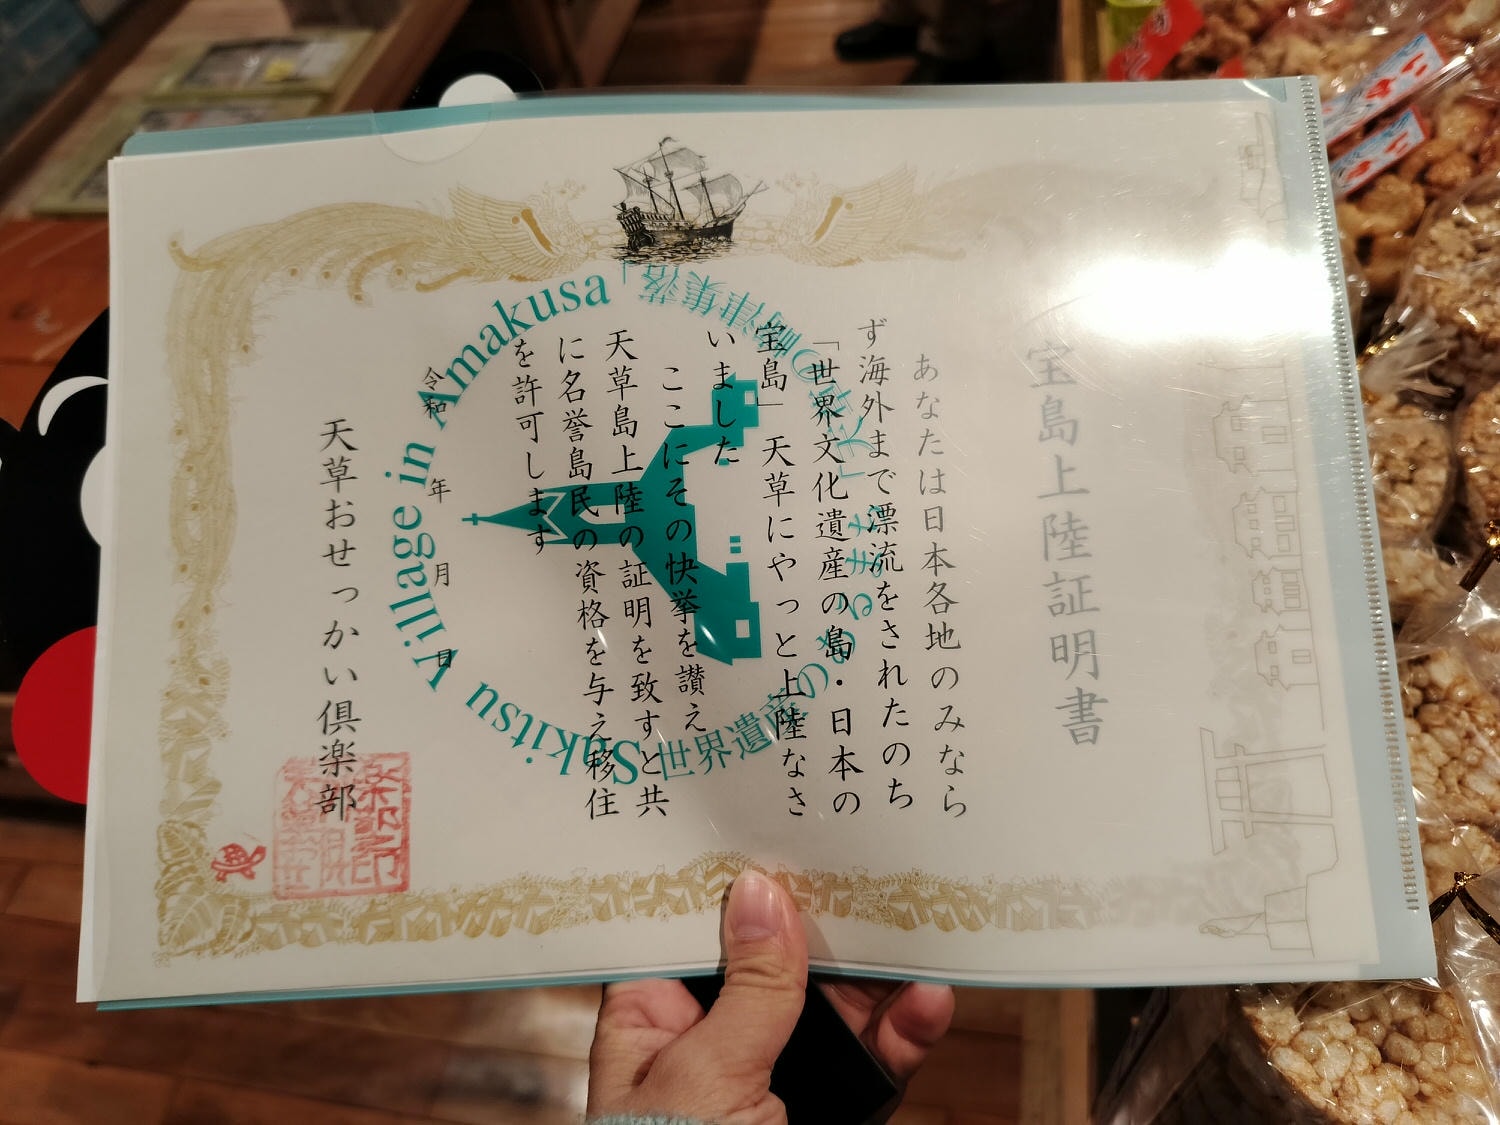 宝島上陸証明書
あなたは日本各地のみなら
ず海外まで漂流をされたのち
「世界文化遺産の島・日本の
宝島」 天草にやっと上陸なさ
いました
ここにその快挙を讃え
天草島上陸の証明を致すと共
に名誉島民の資格を与え移住
を許可します
令和 年 月 日
天草おせっかい倶楽部
Sakitsu Village in Amakusa
世界遺産の